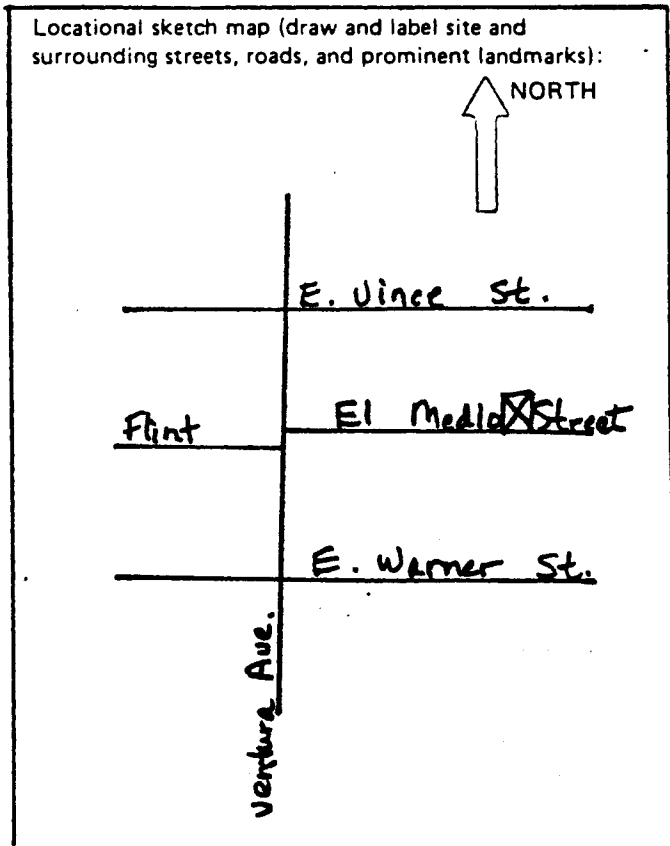 Locational sketch map (draw and label site and
surrounding streets, roads, and prominent landmarks):
NORTH
E. Vince St.
Flint
El Medio Street
E. Warner St.
Ventura Ave.